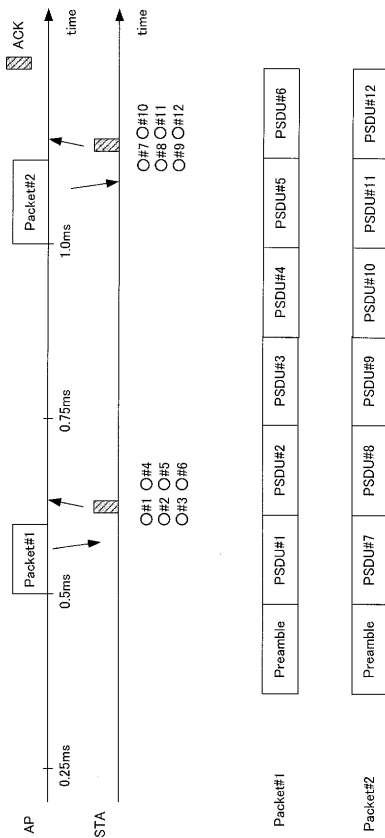 ACK
AP
0.25ms
0.5ms
Packet#1
0.75ms
1.0ms
Packet#2
time
STA
time
○#1 ○#4
○#2 ○#5
○#3 ○#6
○#7 ○#10
○#8 ○#11
○#9 ○#12
Packet#1
Preamble
PSDU#1
PSDU#2
PSDU#3
PSDU#4
PSDU#5
PSDU#6
Packet#2
Preamble
PSDU#7
PSDU#8
PSDU#9
PSDU#10
PSDU#11
PSDU#12